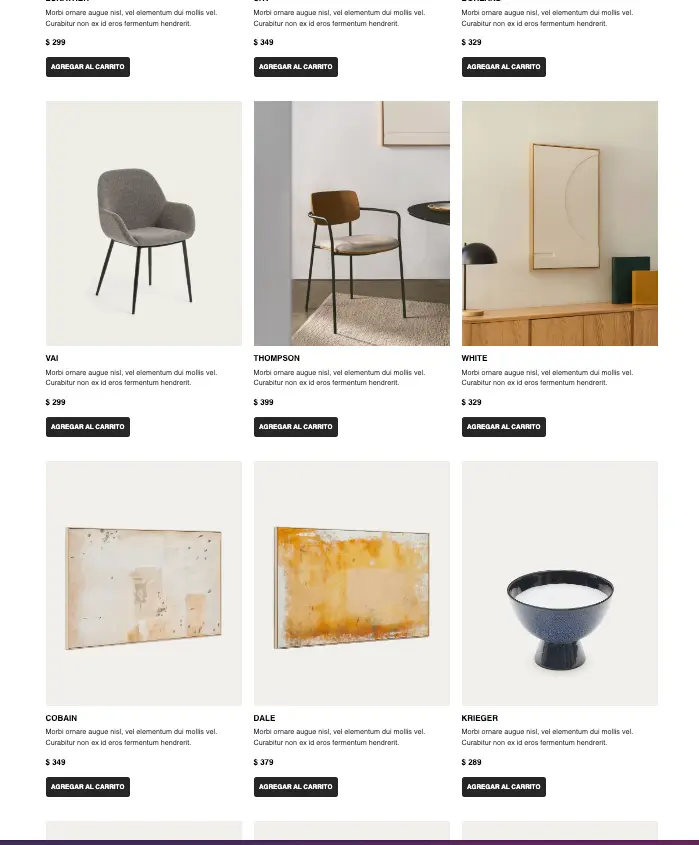 Morbi ornare augue nisl, vel elementum dui mollis vel.
Curabitur non ex id eros fermentum hendrerit.
$ 299
AGREGAR AL CARRITO
Morbi ornare augue nisl, vel elementum dui mollis vel.
Curabitur non ex id eros fermentum hendrerit.
$ 349
AGREGAR AL CARRITO
Morbi ornare augue nisl, vel elementum dui mollis vel.
Curabitur non ex id eros fermentum hendrerit.
$ 329
AGREGAR AL CARRITO
VAI
Morbi ornare augue nisl, vel elementum dui mollis vel.
Curabitur non ex id eros fermentum hendrerit.
$ 299
AGREGAR AL CARRITO
THOMPSON
Morbi ornare augue nisl, vel elementum dui mollis vel.
Curabitur non ex id eros fermentum hendrerit.
$ 399
AGREGAR AL CARRITO
WHITE
Morbi ornare augue nisl, vel elementum dui mollis vel.
Curabitur non ex id eros fermentum hendrerit.
$ 329
AGREGAR AL CARRITO
COBAIN
Morbi ornare augue nisl, vel elementum dui mollis vel.
Curabitur non ex id eros fermentum hendrerit.
$ 349
AGREGAR AL CARRITO
DALE
Morbi ornare augue nisl, vel elementum dui mollis vel.
Curabitur non ex id eros fermentum hendrerit.
$ 379
AGREGAR AL CARRITO
KRIEGER
Morbi ornare augue nisl, vel elementum dui mollis vel.
Curabitur non ex id eros fermentum hendrerit.
$ 289
AGREGAR AL CARRITO